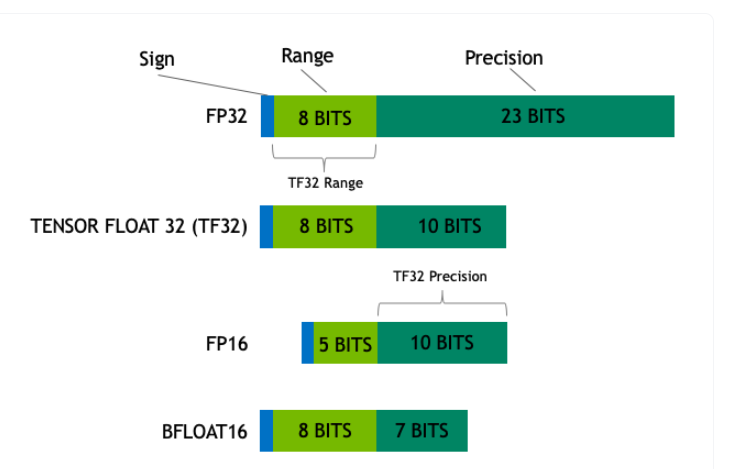 Sign
Range
Precision
FP32
8 BITS
23 BITS
TF32 Range
TENSOR FLOAT 32 (TF32)
8 BITS
10 BITS
TF32 Precision
FP16
5 BITS
10 BITS
BFLOAT16
8 BITS
7 BITS